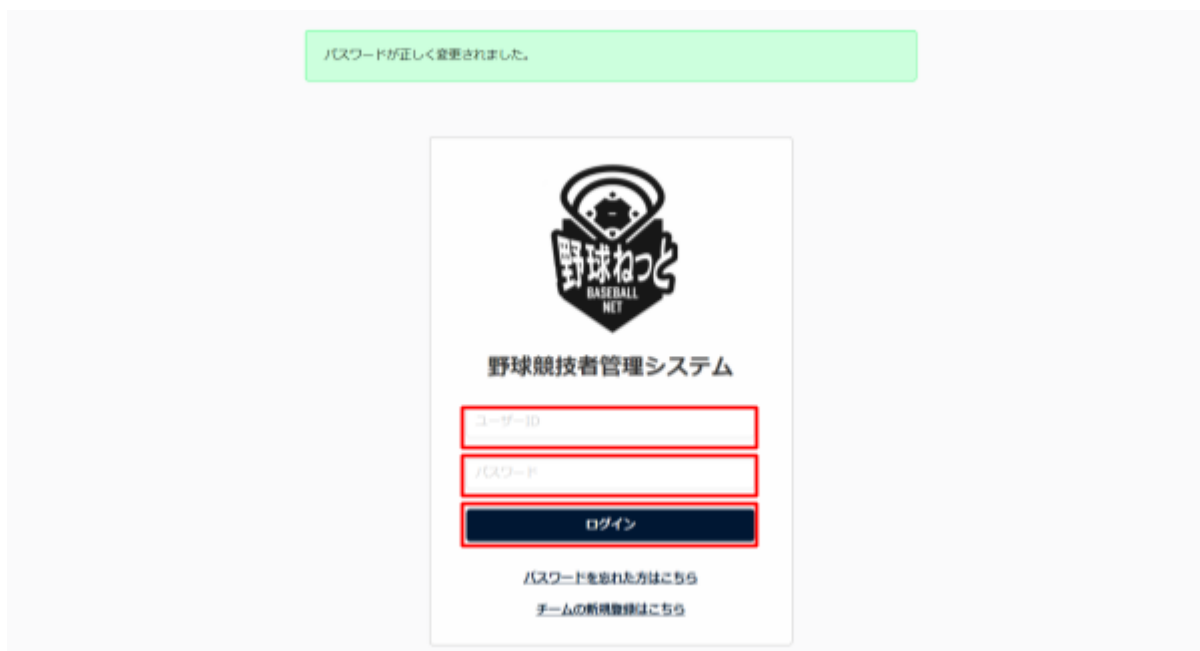 パスワードが正しく変更されました。
野球ねっと
BASEBALL
NET
野球競技者管理システム
ユーザーID
パスワード
ログイン
パスワードを忘れた方はこちら
チームの新規登録はこちら